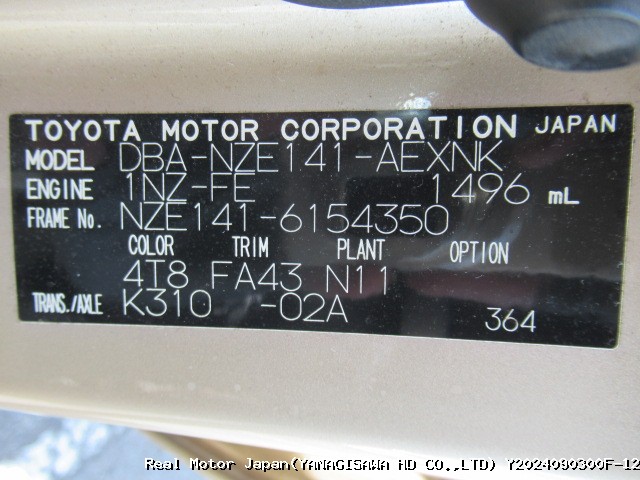 TOYOTA MOTOR CORPORATION JAPAN
MODEL DBA-NZE141-AEXNK
ENGINE 1NZ-FE 1496 mL
FRAME No. NZE141-6154350
COLOR TRIM PLANT OPTION
4T8 FA43 N11
TRANS./AXLE K310 -02A 364
Real Motor Japan(YANAGISAWA HD CO.,LTD) Y2024090300F-12